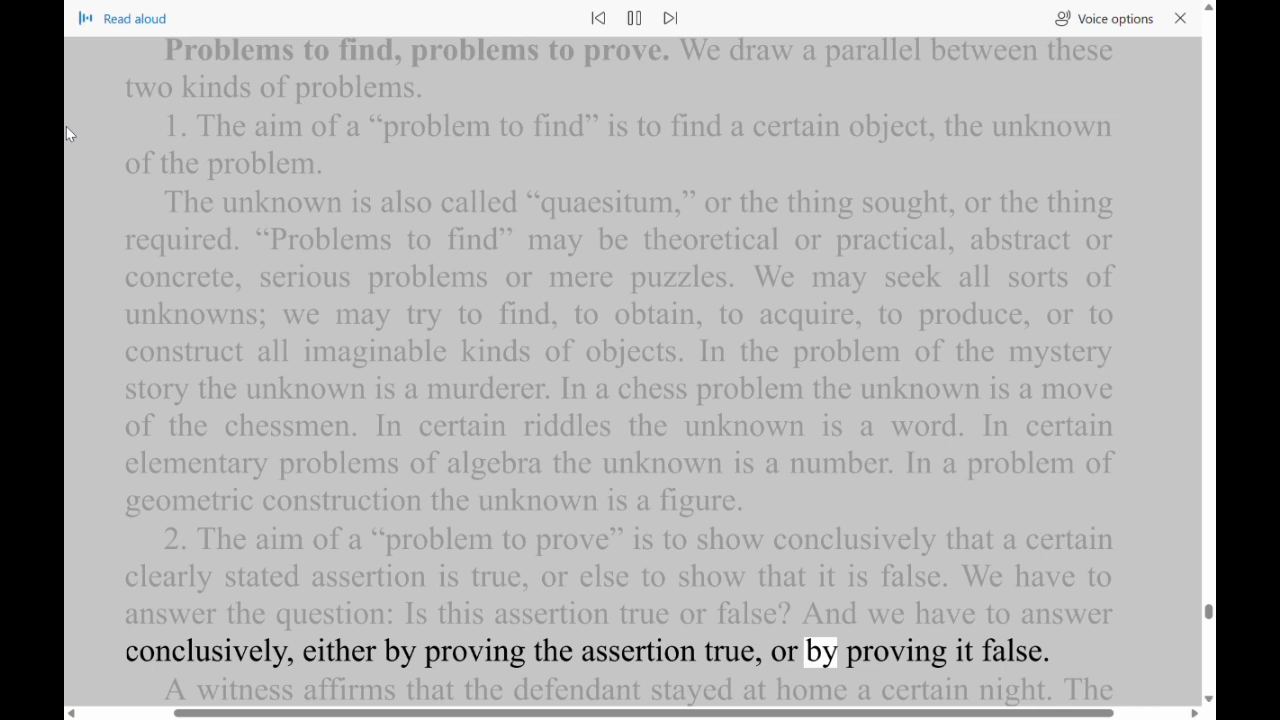 Read aloud
Voice options
Problems to find, problems to prove. We draw a parallel between these
two kinds of problems.
1. The aim of a “problem to find” is to find a certain object, the unknown
of the problem.
The unknown is also called “quaesitum,” or the thing sought, or the thing
required. “Problems to find” may be theoretical or practical, abstract or
concrete, serious problems or mere puzzles. We may seek all sorts of
unknowns; we may try to find, to obtain, to acquire, to produce, or to
construct all imaginable kinds of objects. In the problem of the mystery
story the unknown is a murderer. In a chess problem the unknown is a move
of the chessmen. In certain riddles the unknown is a word. In certain
elementary problems of algebra the unknown is a number. In a problem of
geometric construction the unknown is a figure.
2. The aim of a “problem to prove” is to show conclusively that a certain
clearly stated assertion is true, or else to show that it is false. We have to
answer the question: Is this assertion true or false? And we have to answer
conclusively, either by proving the assertion true, or by proving it false.
A witness affirms that the defendant stayed at home a certain night. The